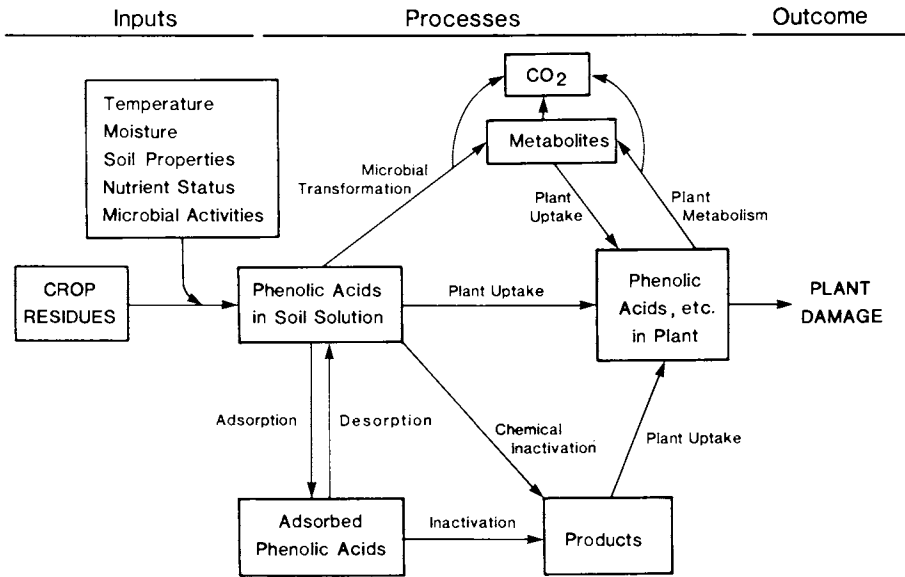 Inputs
Processes
Outcome
Temperature
Moisture
Soil Properties
Nutrient Status
Microbial Activities
CO2
Metabolites
Microbial
Transformation
Plant
Uptake
Plant
Metabolism
CROP
RESIDUES
Phenolic Acids
in Soil Solution
Plant Uptake
Phenolic
Acids, etc.
in Plant
PLANT
DAMAGE
Adsorption
Desorption
Chemical
Inactivation
Plant Uptake
Adsorbed
Phenolic Acids
Inactivation
Products